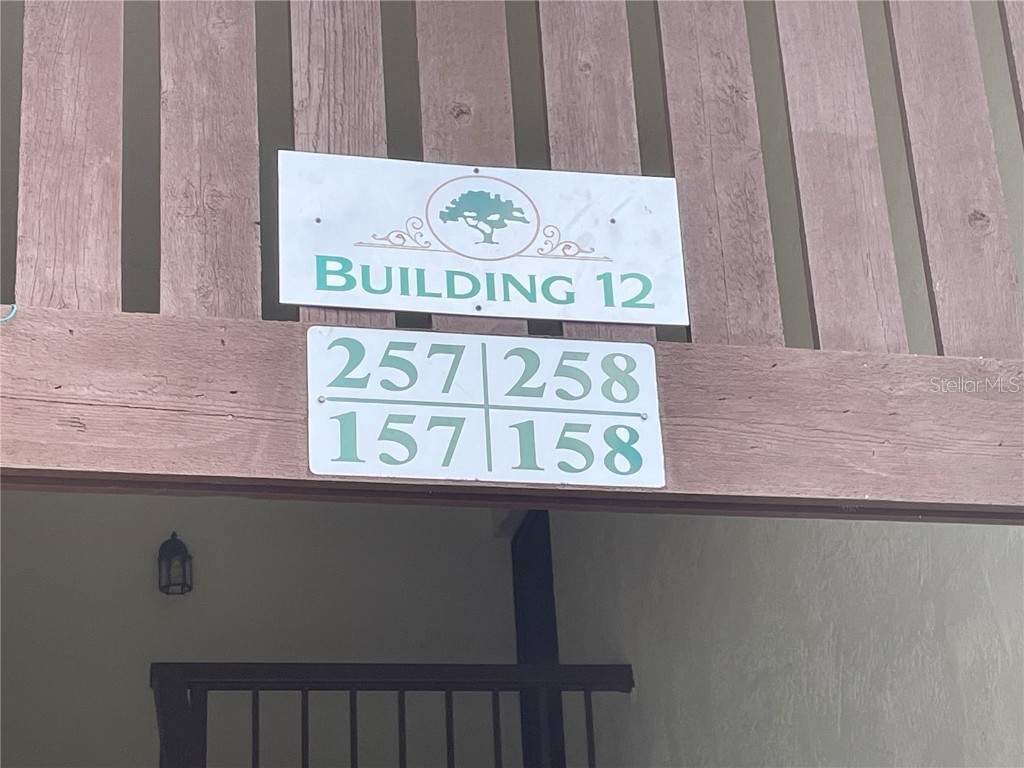 BUILDING 12
257 258
157 158
Stellar MLS